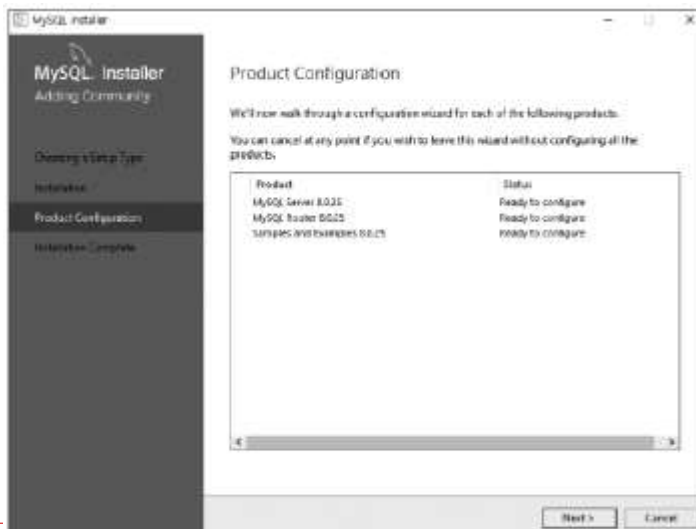 MySQL Installer
MySQL Installer
Adding Community
Choosing a Setup Type
Installation
Product Configuration
Installation Complete
Product Configuration
We'll now walk through a configuration wizard for each of the following products.
You can cancel at any point if you wish to leave this wizard without configuring all the
products.
Product Status
MySQL Server 8.0.25 Ready to configure
MySQL Router 8.0.25 Ready to configure
Samples and Examples 8.0.25 Ready to configure
Next > Cancel